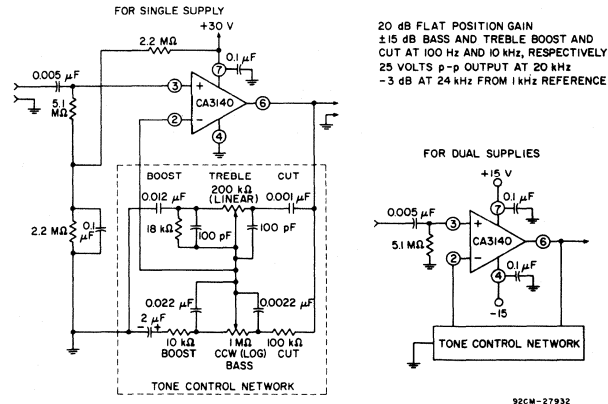 FOR SINGLE SUPPLY
+30 V
2.2 MΩ
0.1 μF
7
0.005 μF
3
+
CA3140
6
5.1 MΩ
2
−
4
BOOST TREBLE CUT
0.012 μF
200 kΩ (LINEAR)
0.001 μF
18 kΩ
100 pF
100 pF
2.2 MΩ
0.1 μF
0.022 μF
0.0022 μF
2 μF
− +
10 kΩ
BOOST
1 MΩ
CCW (LOG)
BASS
100 kΩ
CUT
TONE CONTROL NETWORK
20 dB FLAT POSITION GAIN
±15 dB BASS AND TREBLE BOOST AND
CUT AT 100 Hz AND 10 kHz, RESPECTIVELY
25 VOLTS p-p OUTPUT AT 20 kHz
-3 dB AT 24 kHz FROM 1 kHz REFERENCE
FOR DUAL SUPPLIES
+15 V
0.1 μF
7
0.005 μF
3
+
CA3140
6
5.1 MΩ
2
−
4
0.1 μF
-15
TONE CONTROL NETWORK
92CM-27932